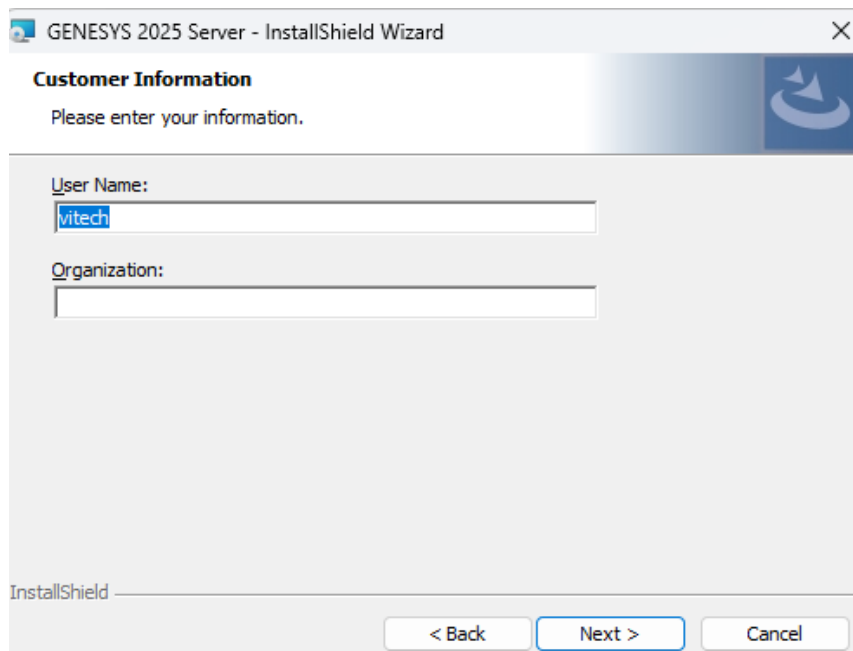 GENESYS 2025 Server - InstallShield Wizard
Customer Information
Please enter your information.
User Name:
vitech
Organization:
InstallShield
< Back Next > Cancel